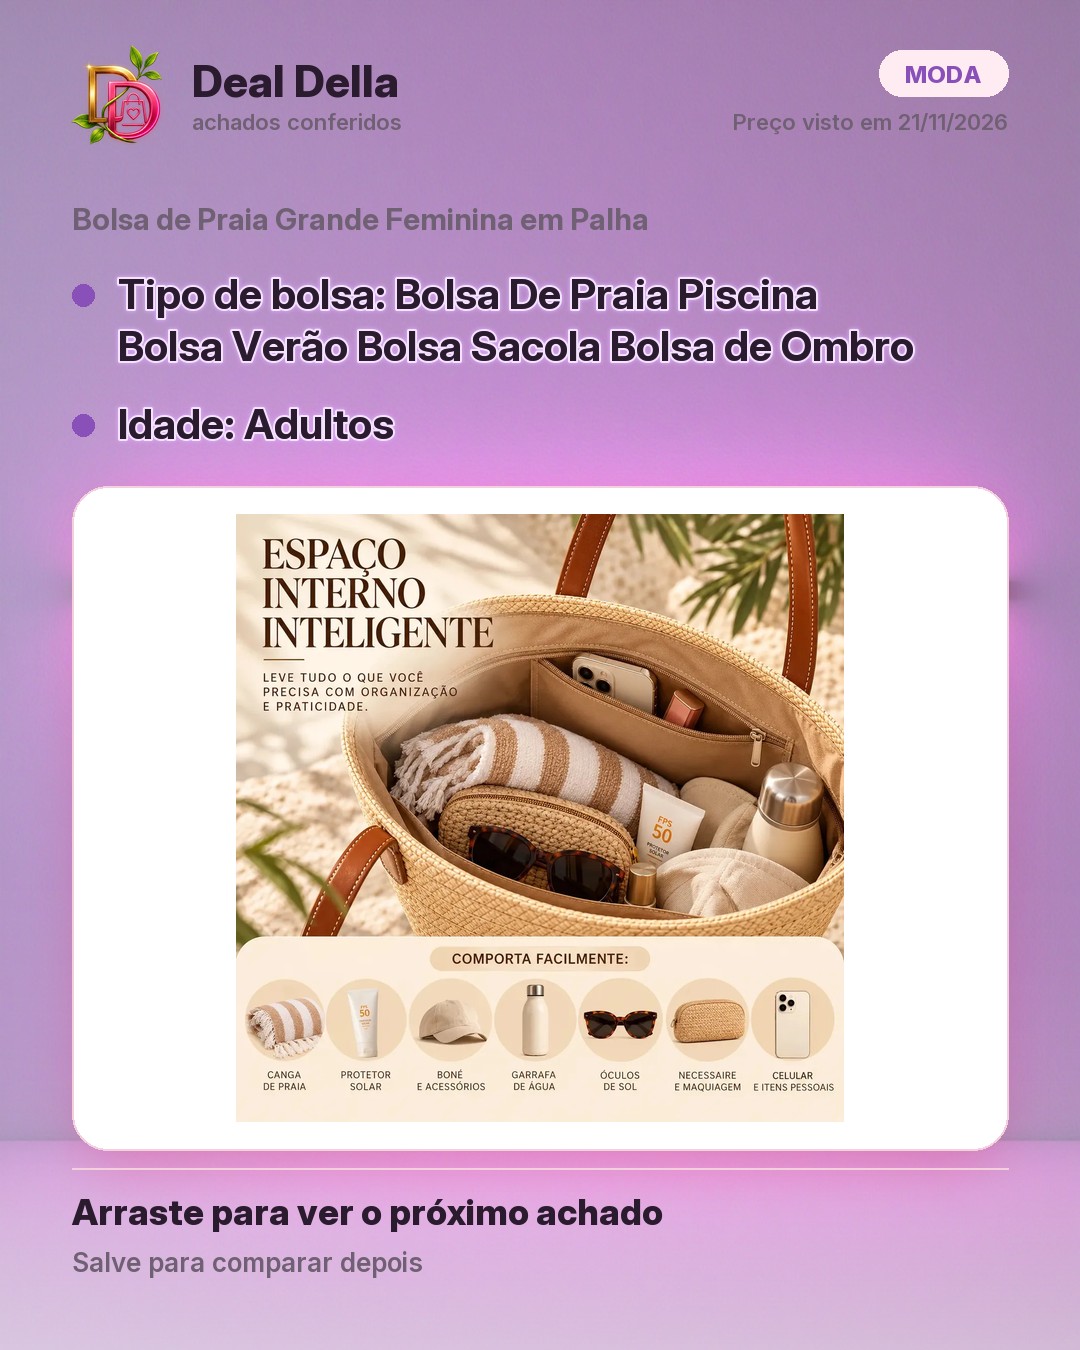 Deal Della
achados conferidos
MODA
Preço visto em 21/11/2026
Bolsa de Praia Grande Feminina em Palha
Tipo de bolsa: Bolsa De Praia Piscina
Bolsa Verão Bolsa Sacola Bolsa de Ombro
Idade: Adultos
ESPAÇO
INTERNO
INTELIGENTE
LEVE TUDO O QUE VOCÊ
PRECISA COM ORGANIZAÇÃO
E PRATICIDADE.
FPS
50
PROTETOR
SOLAR
COMPORTA FACILMENTE:
FPS
50
CANGA
DE PRAIA
PROTETOR
SOLAR
BONÉ
E ACESSÓRIOS
GARRAFA
DE ÁGUA
ÓCULOS
DE SOL
NECESSAIRE
E MAQUIAGEM
CELULAR
E ITENS PESSOAIS
Arraste para ver o próximo achado
Salve para comparar depois